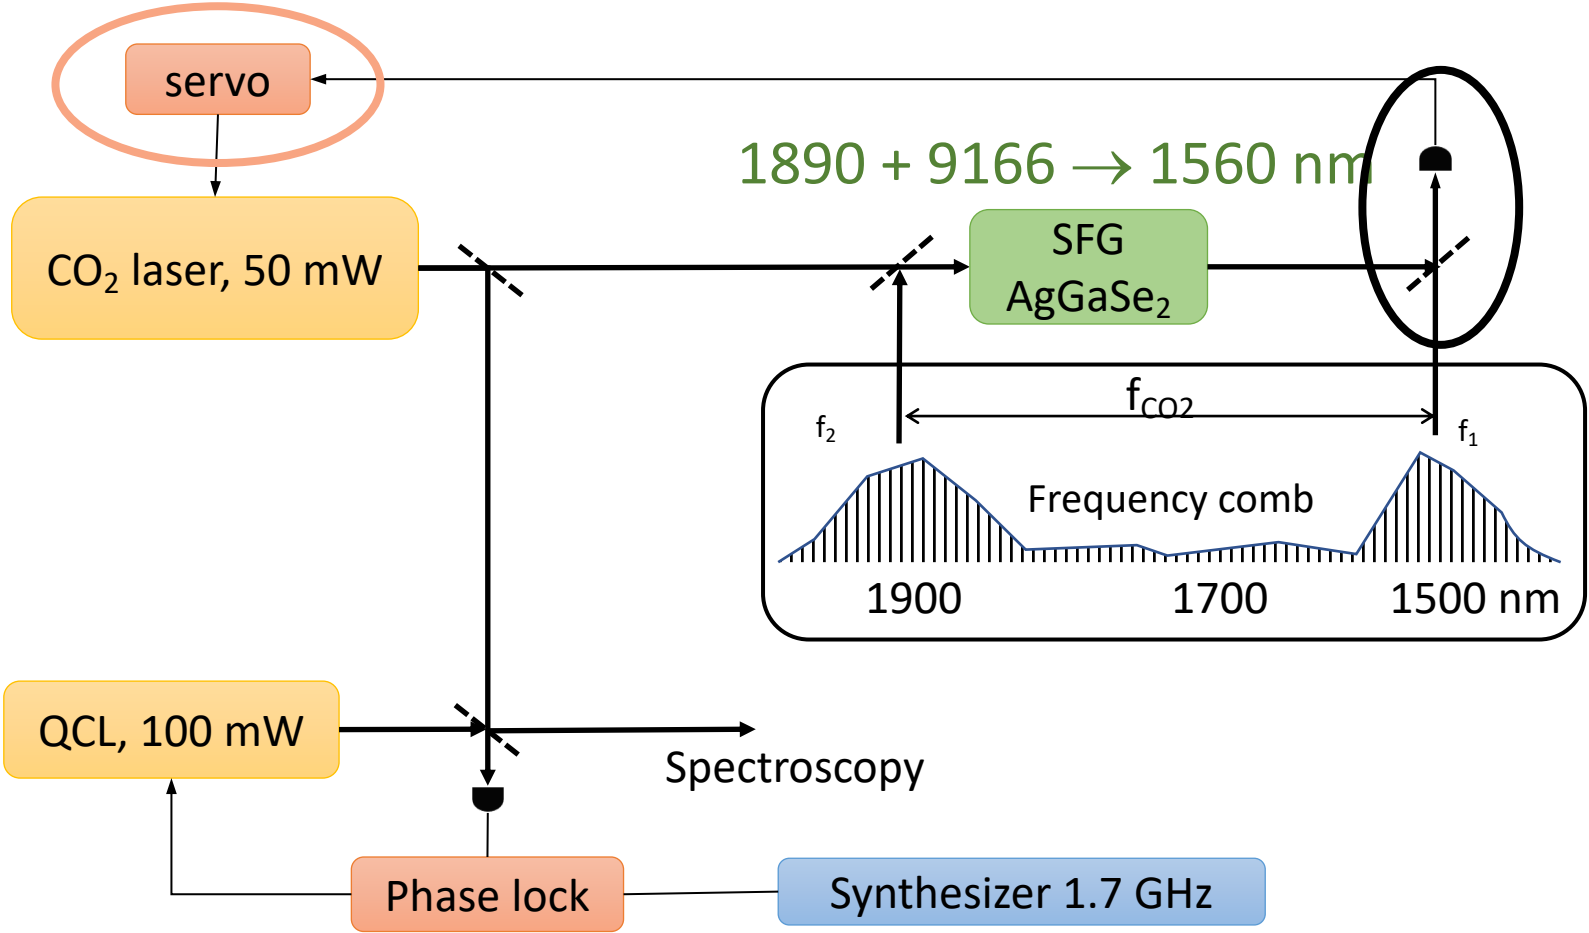 servo
1890 + 9166 → 1560 nm
CO₂ laser, 50 mW
SFG
AgGaSe₂
f_CO2
f₂
f₁
Frequency comb
1900
1700
1500 nm
QCL, 100 mW
Spectroscopy
Phase lock
Synthesizer 1.7 GHz